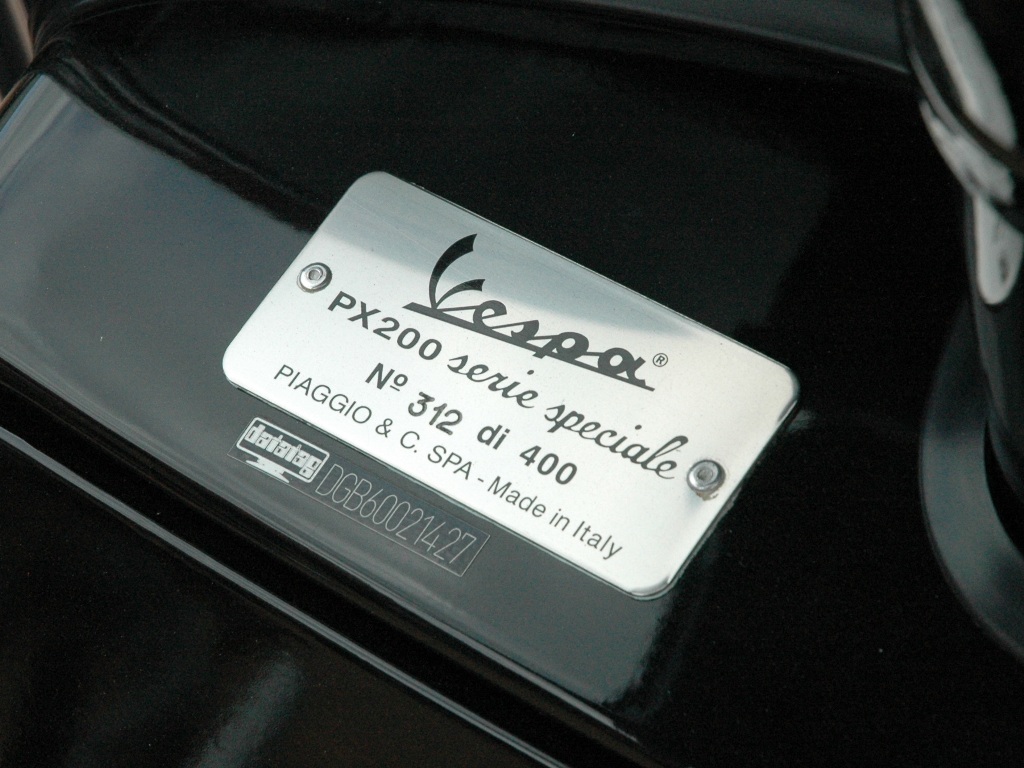 Vespa®
PX200 serie speciale
Nº 312 di 400
PIAGGIO & C. SPA - Made in Italy
datatag DGB60021427